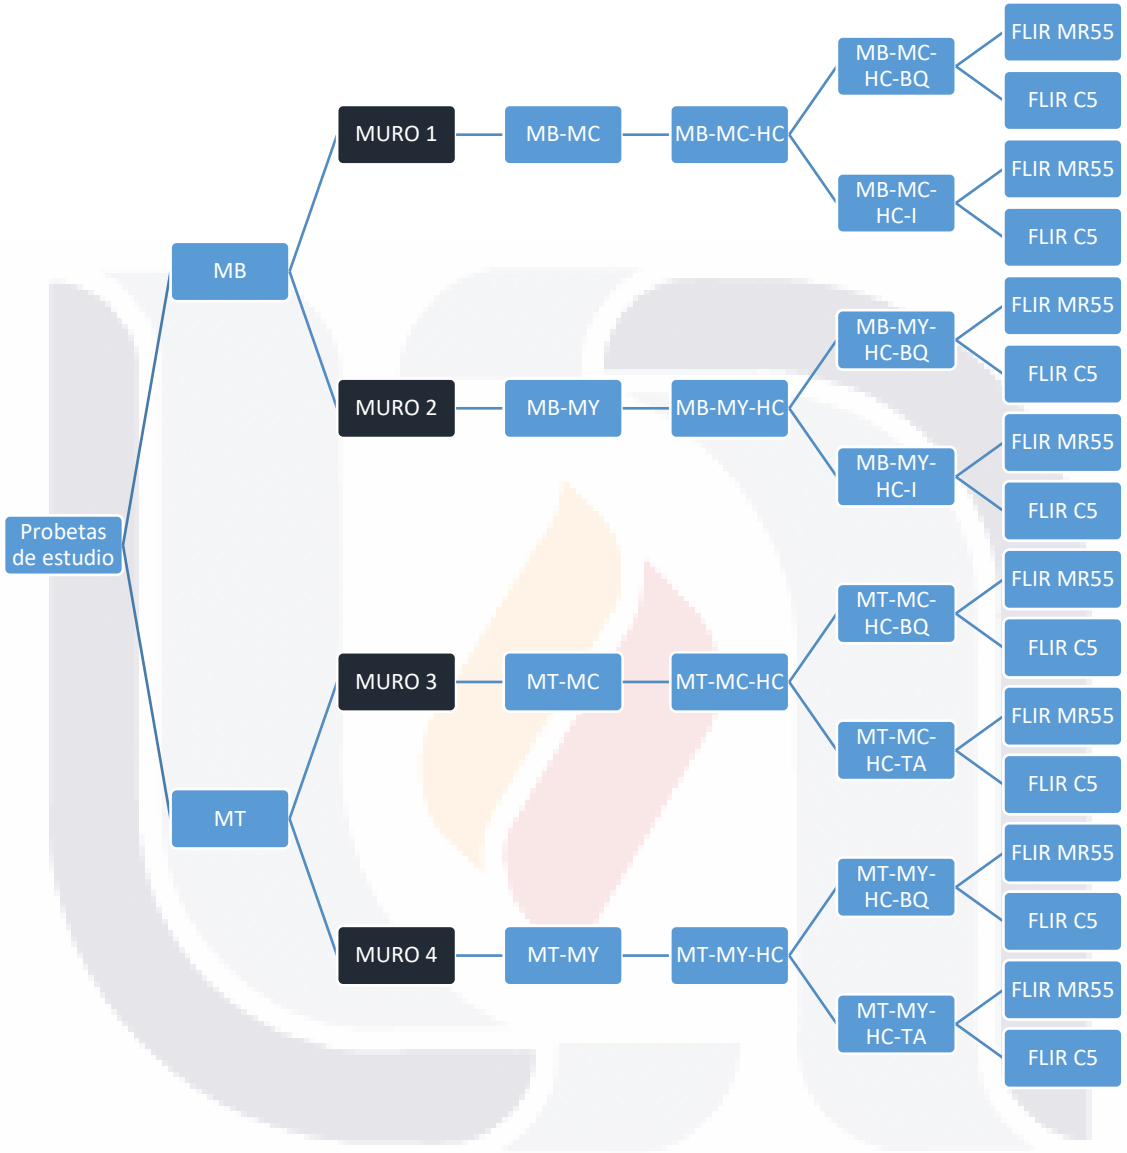 Probetas
de estudio
MB
MURO 1
MB-MC
MB-MC-HC
MB-MC-
HC-BQ
FLIR MR55
FLIR C5
MB-MC-
HC-I
FLIR MR55
FLIR C5
MURO 2
MB-MY
MB-MY-HC
MB-MY-
HC-BQ
FLIR MR55
FLIR C5
MB-MY-
HC-I
FLIR MR55
FLIR C5
MT
MURO 3
MT-MC
MT-MC-HC
MT-MC-
HC-BQ
FLIR MR55
FLIR C5
MT-MC-
HC-TA
FLIR MR55
FLIR C5
MURO 4
MT-MY
MT-MY-HC
MT-MY-
HC-BQ
FLIR MR55
FLIR C5
MT-MY-
HC-TA
FLIR MR55
FLIR C5